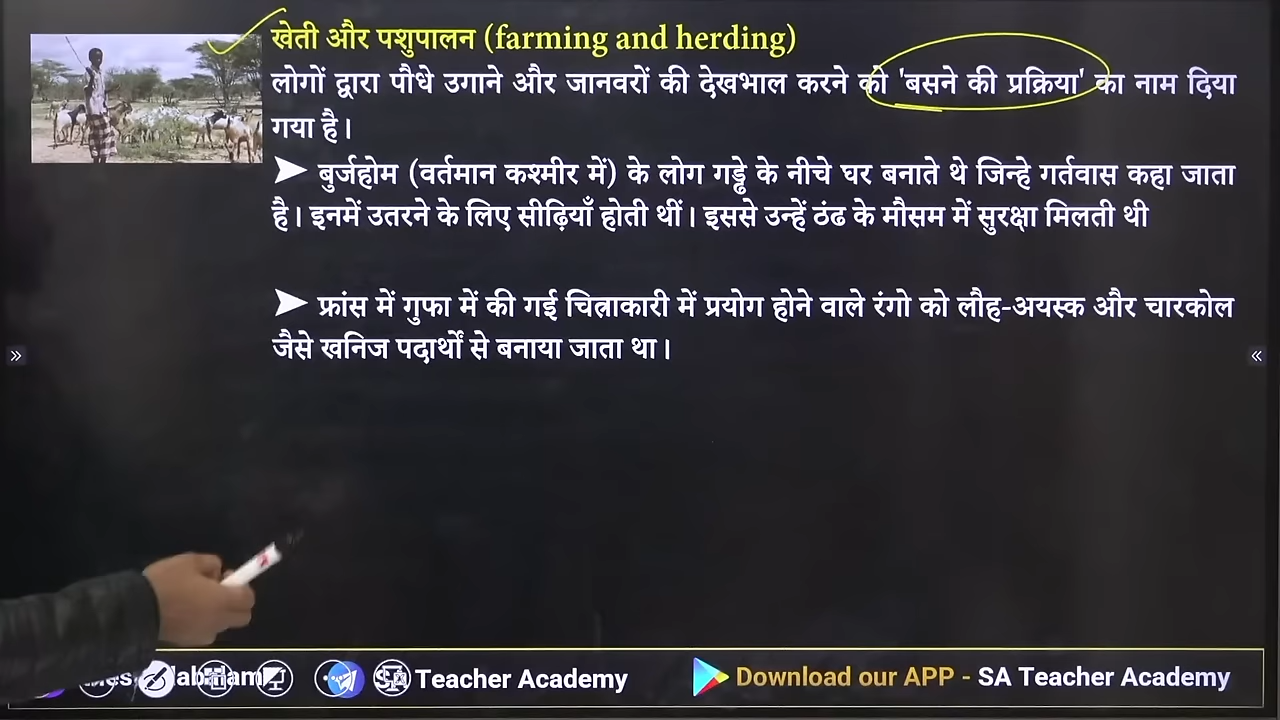 खेती और पशुपालन (farming and herding)
लोगों द्वारा पौधे उगाने और जानवरों की देखभाल करने को 'बसने की प्रक्रिया' का नाम दिया
गया है।
➤ बुर्जहोम (वर्तमान कश्मीर में) के लोग गड्ढे के नीचे घर बनाते थे जिन्हे गर्तवास कहा जाता
है। इनमें उतरने के लिए सीढ़ियाँ होती थीं। इससे उन्हें ठंढ के मौसम में सुरक्षा मिलती थी
➤ फ्रांस में गुफा में की गई चित्राकारी में प्रयोग होने वाले रंगो को लौह-अयस्क और चारकोल
जैसे खनिज पदार्थों से बनाया जाता था।
Teacher Academy
Download our APP - SA Teacher Academy